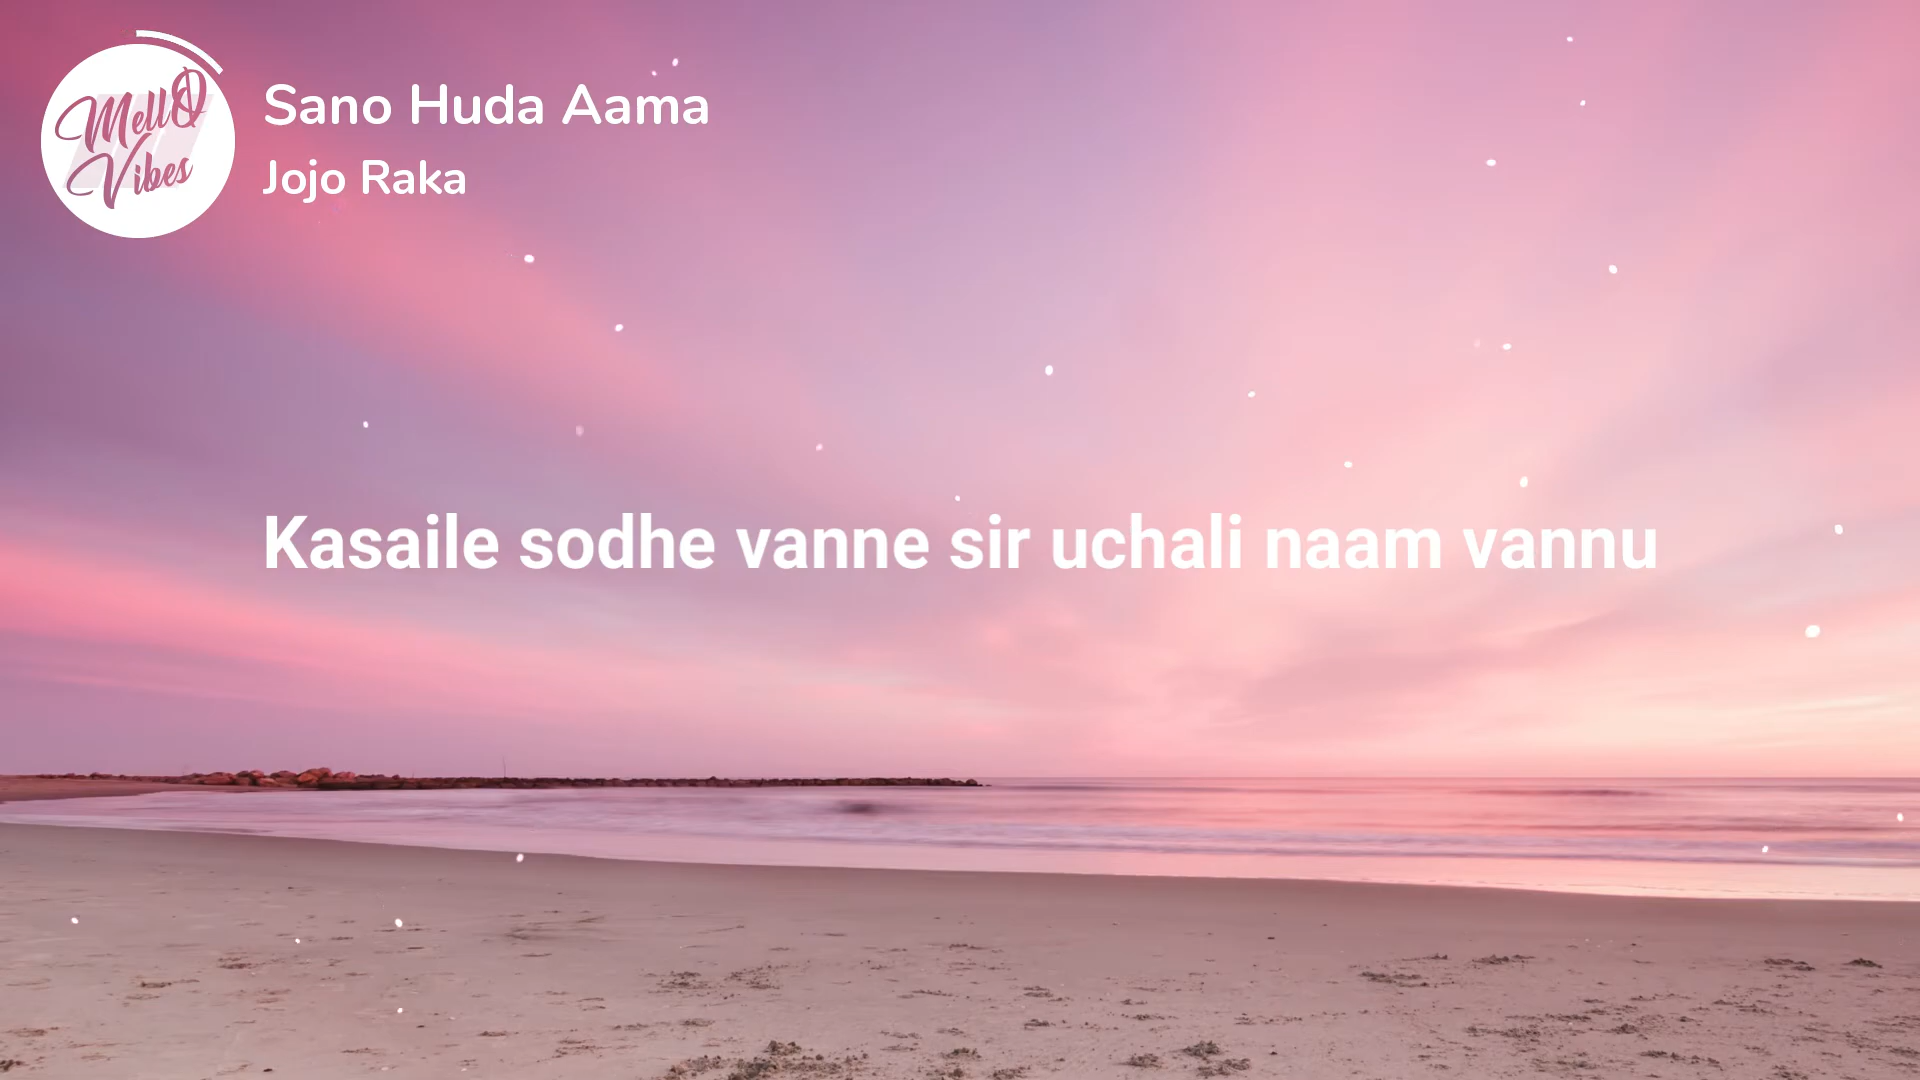 MellO
Vibes
Sano Huda Aama
Jojo Raka
Kasaile sodhe vanne sir uchali naam vannu